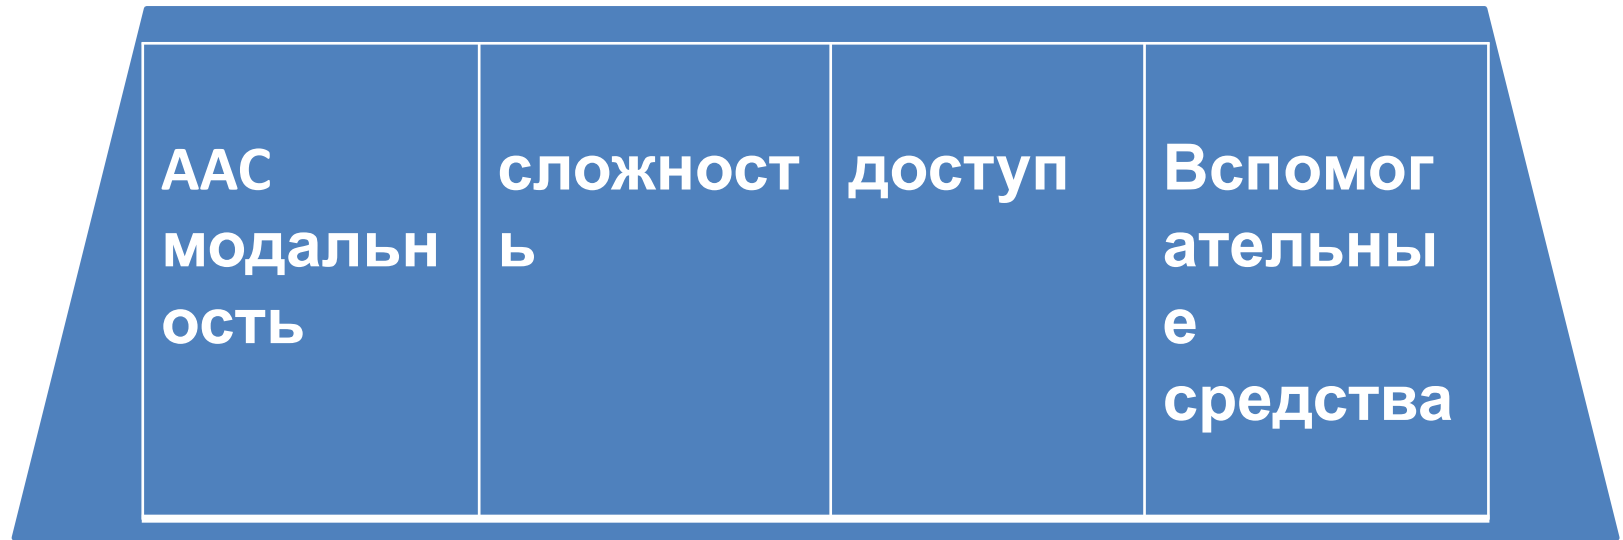 ААС
модальн
ость
сложност
ь
доступ
Вспомог
ательны
е
средства